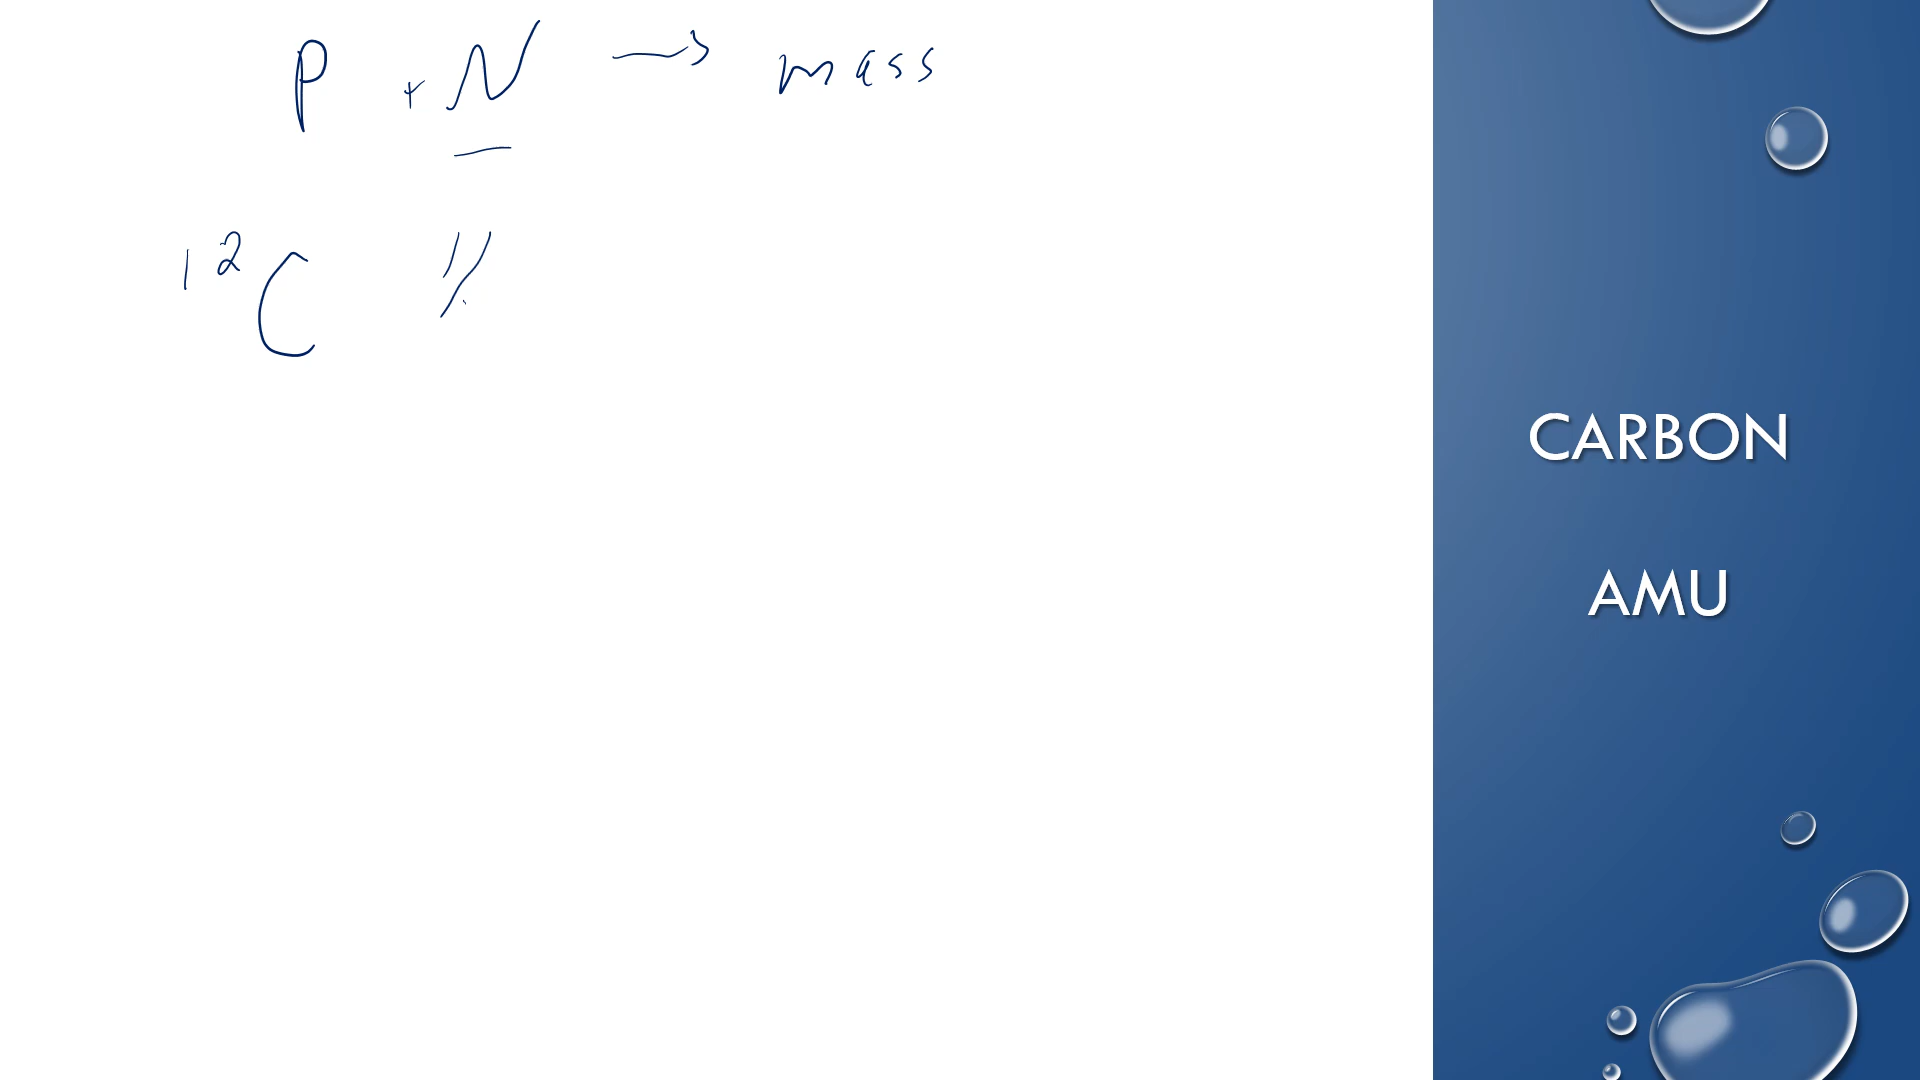 P + N → mass
12C
CARBON
AMU